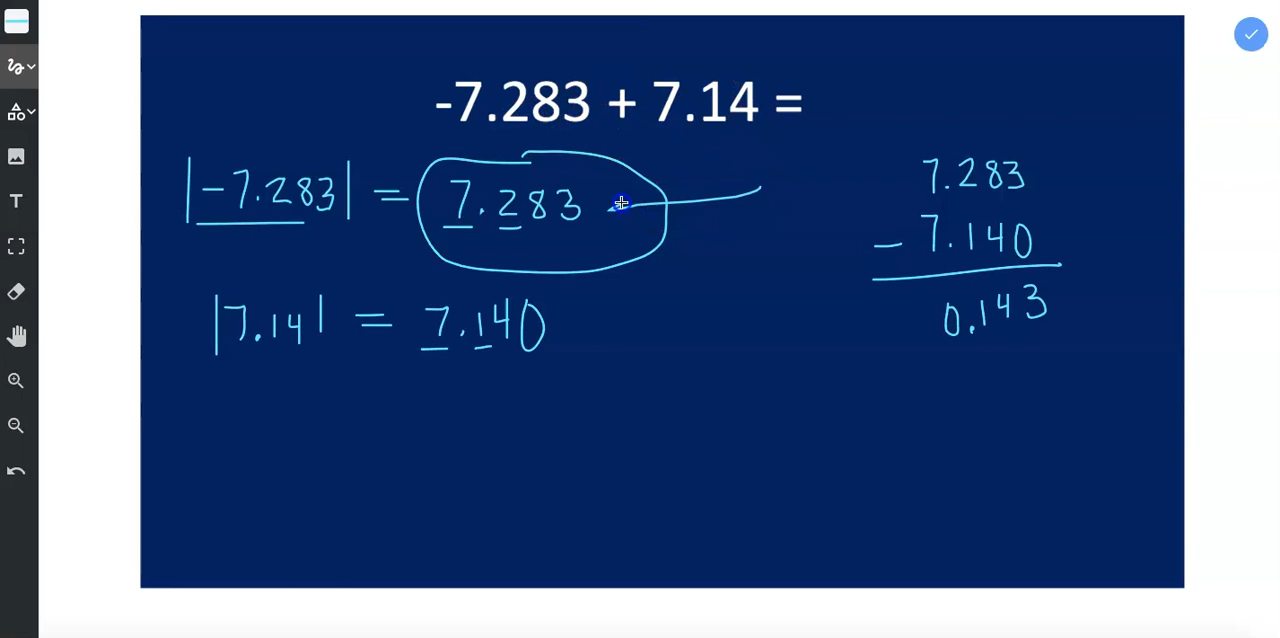 -7.283 + 7.14 =
|-7.283| = 7.283
|7.14| = 7.140
7.283
- 7.140
0.143
T